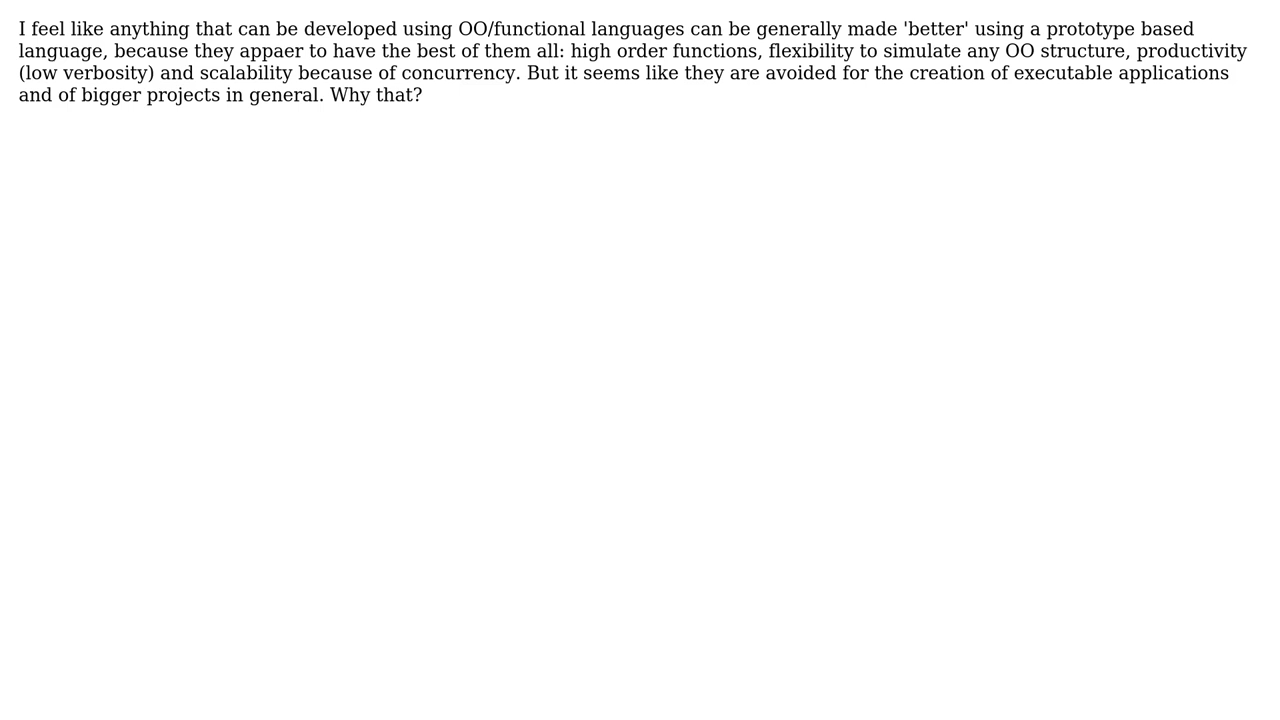 I feel like anything that can be developed using OO/functional languages can be generally made 'better' using a prototype based
language, because they appaer to have the best of them all: high order functions, flexibility to simulate any OO structure, productivity
(low verbosity) and scalability because of concurrency. But it seems like they are avoided for the creation of executable applications
and of bigger projects in general. Why that?